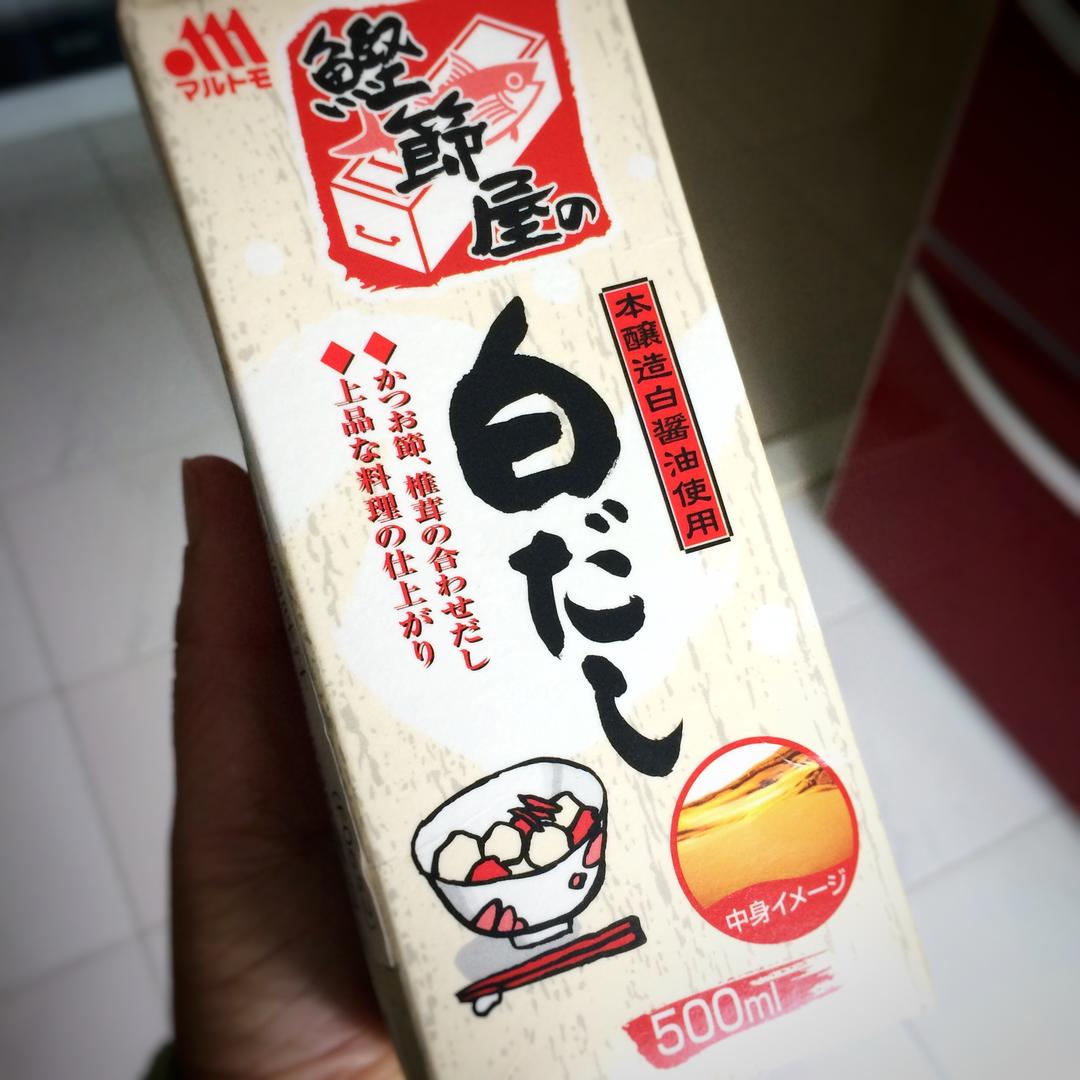 マルトモ
鰹節屋の
本醸造白醤油使用
白だし
◆かつお節、椎茸の合わせだし
◆上品な料理の仕上がり
中身イメージ
500ml